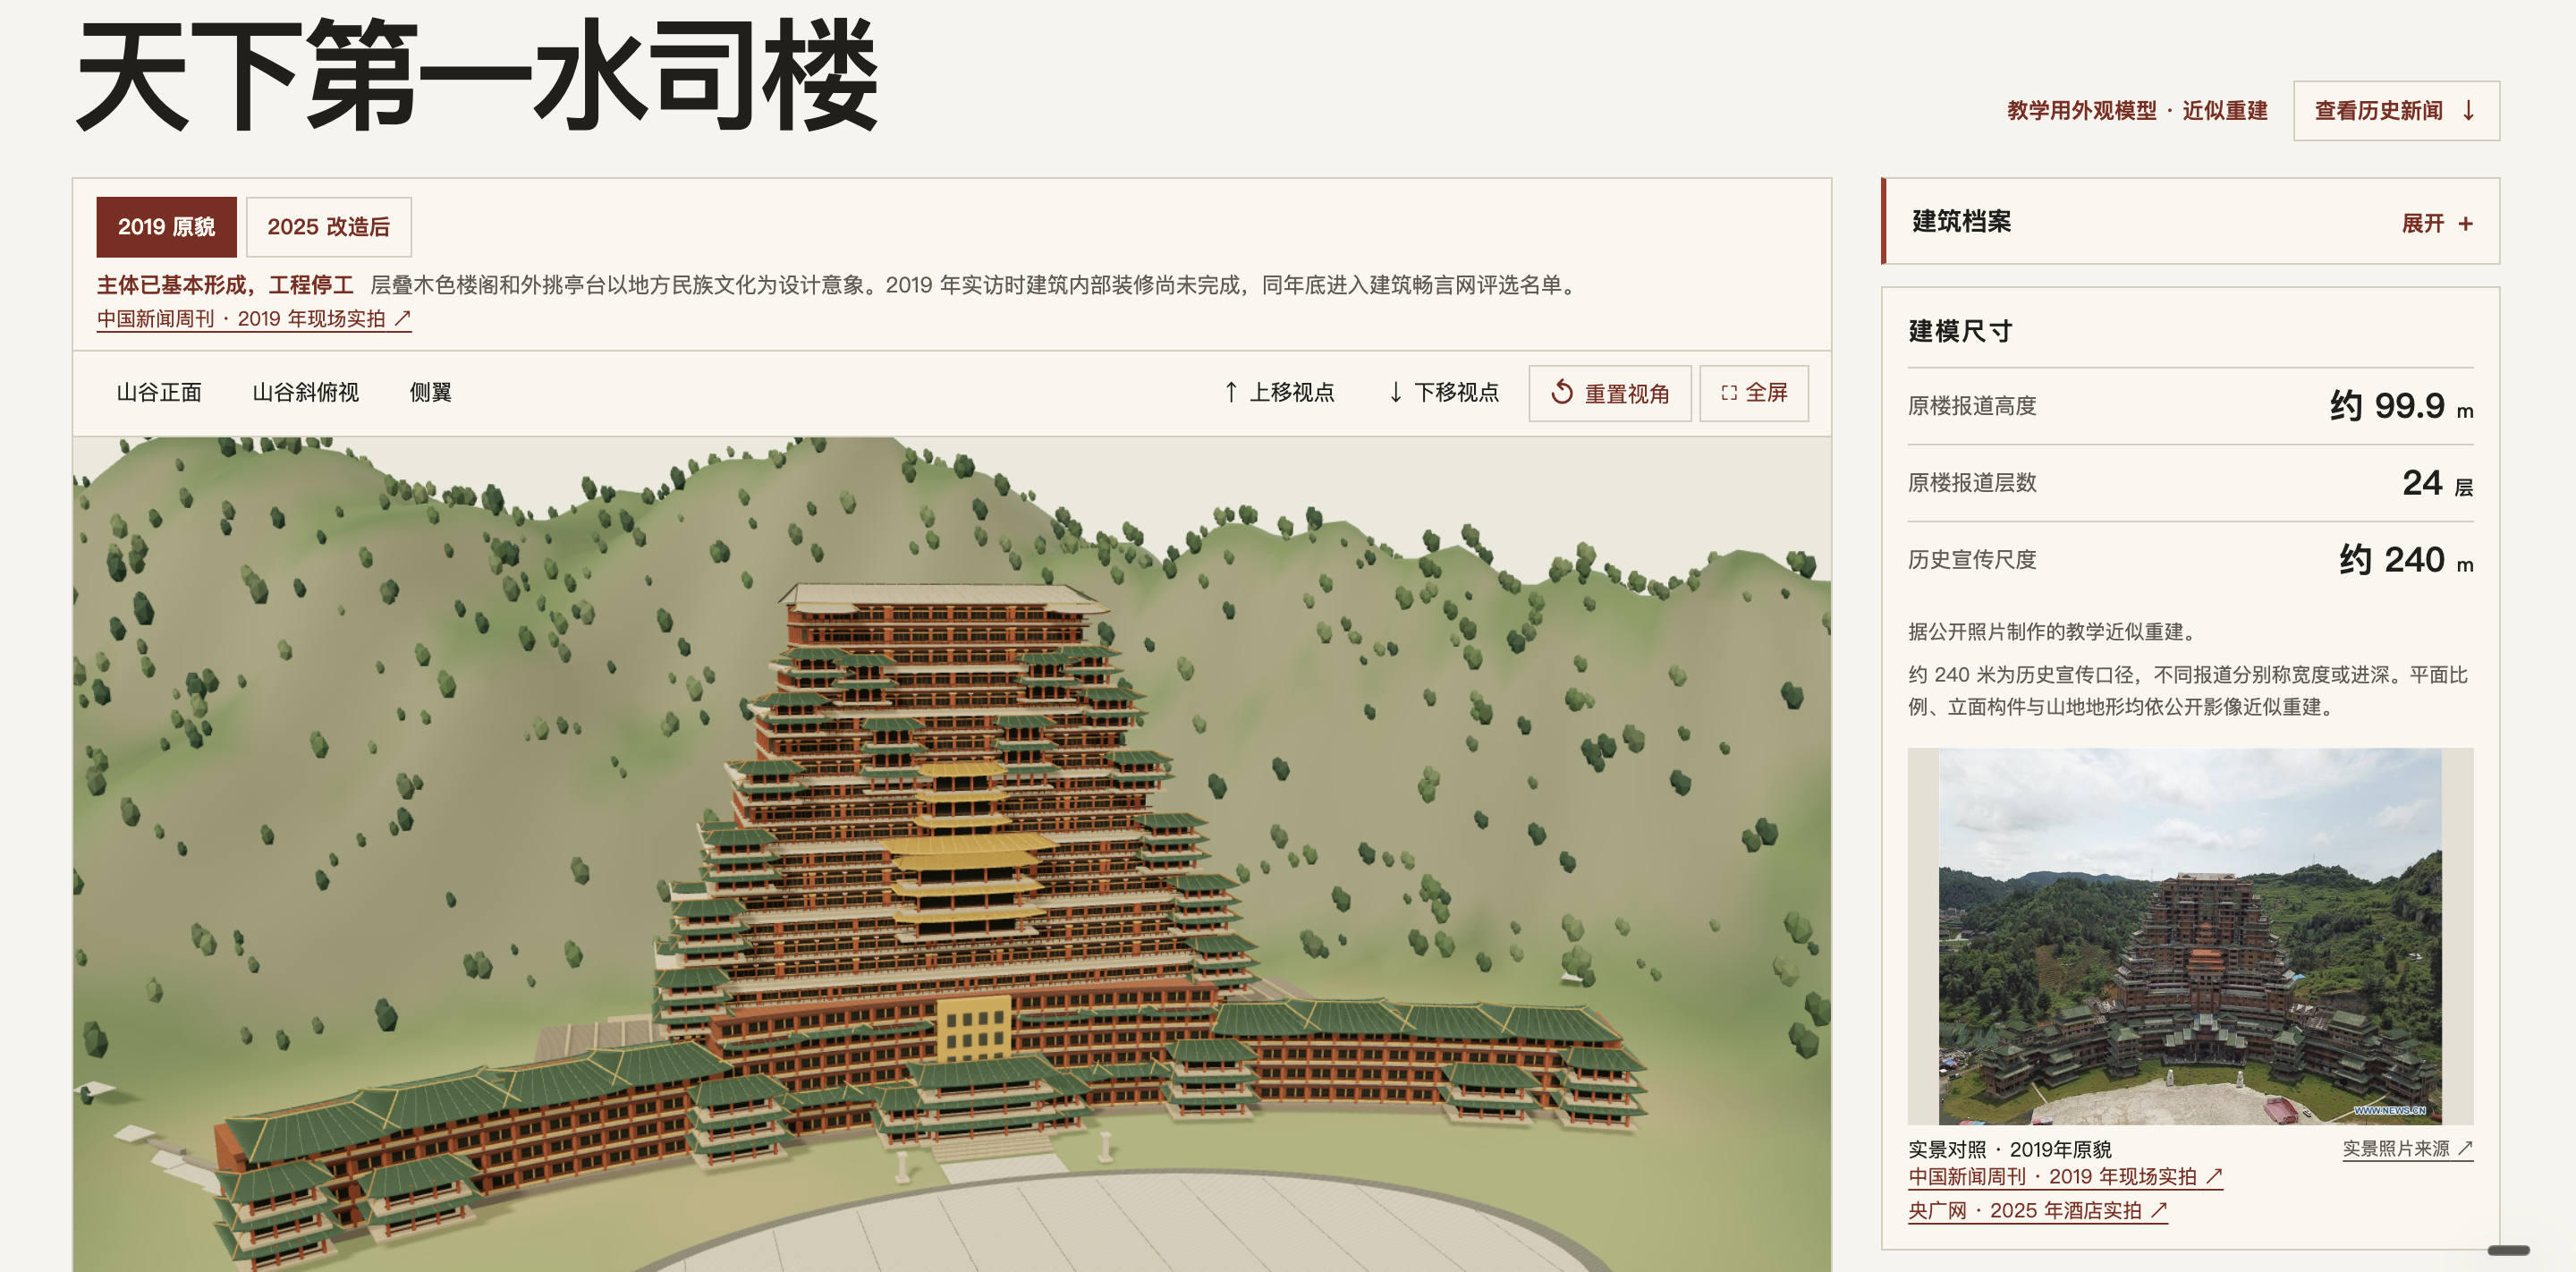 天下第一水司楼
教学用外观模型 · 近似重建
查看历史新闻 ↓
2019 原貌
2025 改造后
主体已基本形成，工程停工 层叠木色楼阁和外挑亭台以地方民族文化为设计意象。2019 年实访时建筑内部装修尚未完成，同年底进入建筑畅言网评选名单。
中国新闻周刊 · 2019 年现场实拍 ↗
山谷正面
山谷斜俯视
侧翼
↑ 上移视点
↓ 下移视点
重置视角
全屏
建筑档案
展开 +
建模尺寸
原楼报道高度 约 99.9 m
原楼报道层数 24 层
历史宣传尺度 约 240 m
据公开照片制作的教学近似重建。
约 240 米为历史宣传口径，不同报道分别称宽度或进深。平面比
例、立面构件与山地地形均依公开影像近似重建。
WWW.NEWS.CN
实景对照 · 2019年原貌
实景照片来源 ↗
中国新闻周刊 · 2019 年现场实拍 ↗
央广网 · 2025 年酒店实拍 ↗